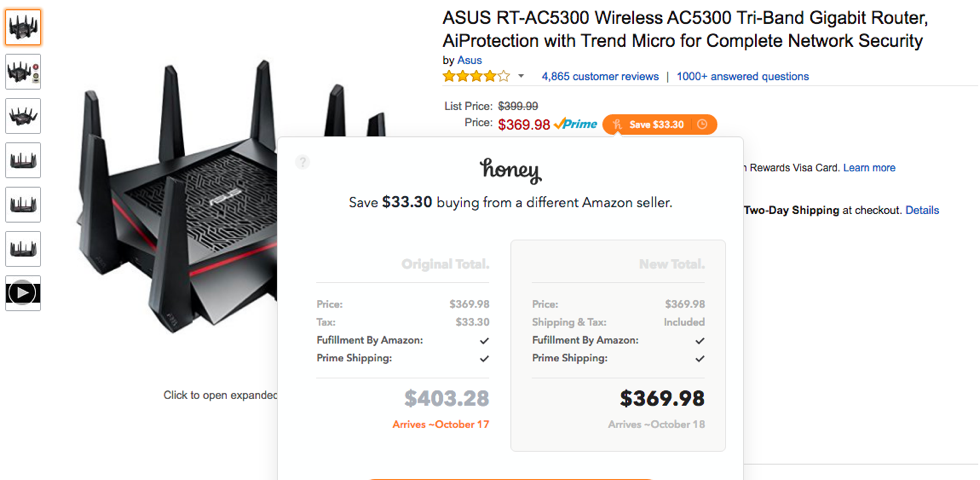 ASUS RT-AC5300 Wireless AC5300 Tri-Band Gigabit Router,
AiProtection with Trend Micro for Complete Network Security
by Asus
4,865 customer reviews | 1000+ answered questions
List Price: $399.99
Price: $369.98 Prime Save $33.30
Rewards Visa Card. Learn more
Two-Day Shipping at checkout. Details
?
honey
Save $33.30 buying from a different Amazon seller.
Original Total.
Price: $369.98
Tax: $33.30
Fufillment By Amazon: ✓
Prime Shipping: ✓
$403.28
Arrives ~October 17
New Total.
Price: $369.98
Shipping & Tax: Included
Fufillment By Amazon: ✓
Prime Shipping: ✓
$369.98
Arrives ~October 18
ASUS
Click to open expanded